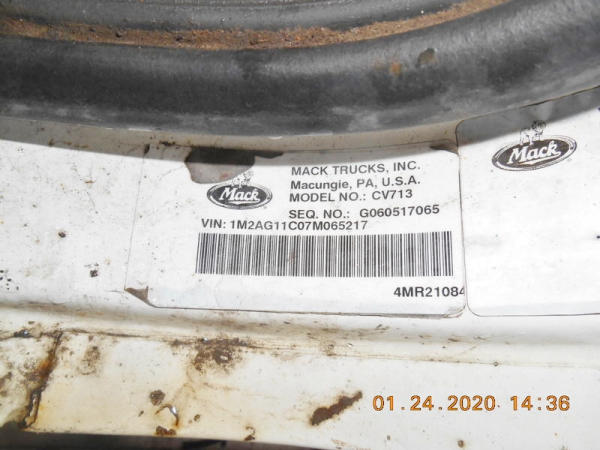 MACK TRUCKS, INC.
Macungie, PA, U.S.A.
MODEL NO.: CV713
Mack
SEQ. NO.: G060517065
VIN: 1M2AG11C07M065217
4MR21084
Mack
01.24.2020 14:36